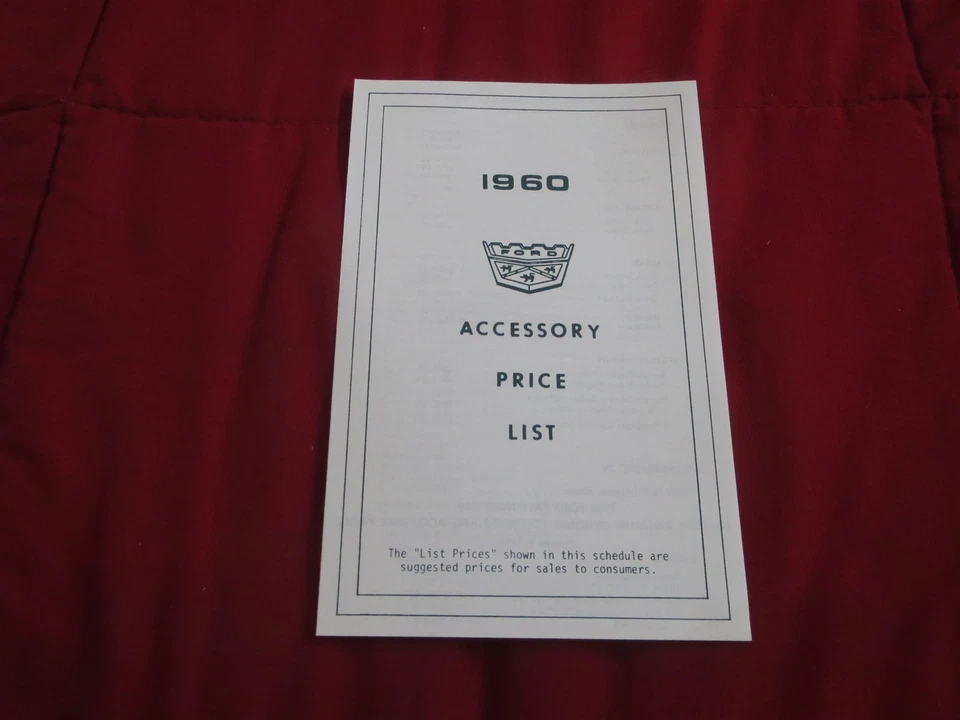 1960
FORD
ACCESSORY
PRICE
LIST
The "List Prices" shown in this schedule are
suggested prices for sales to consumers.